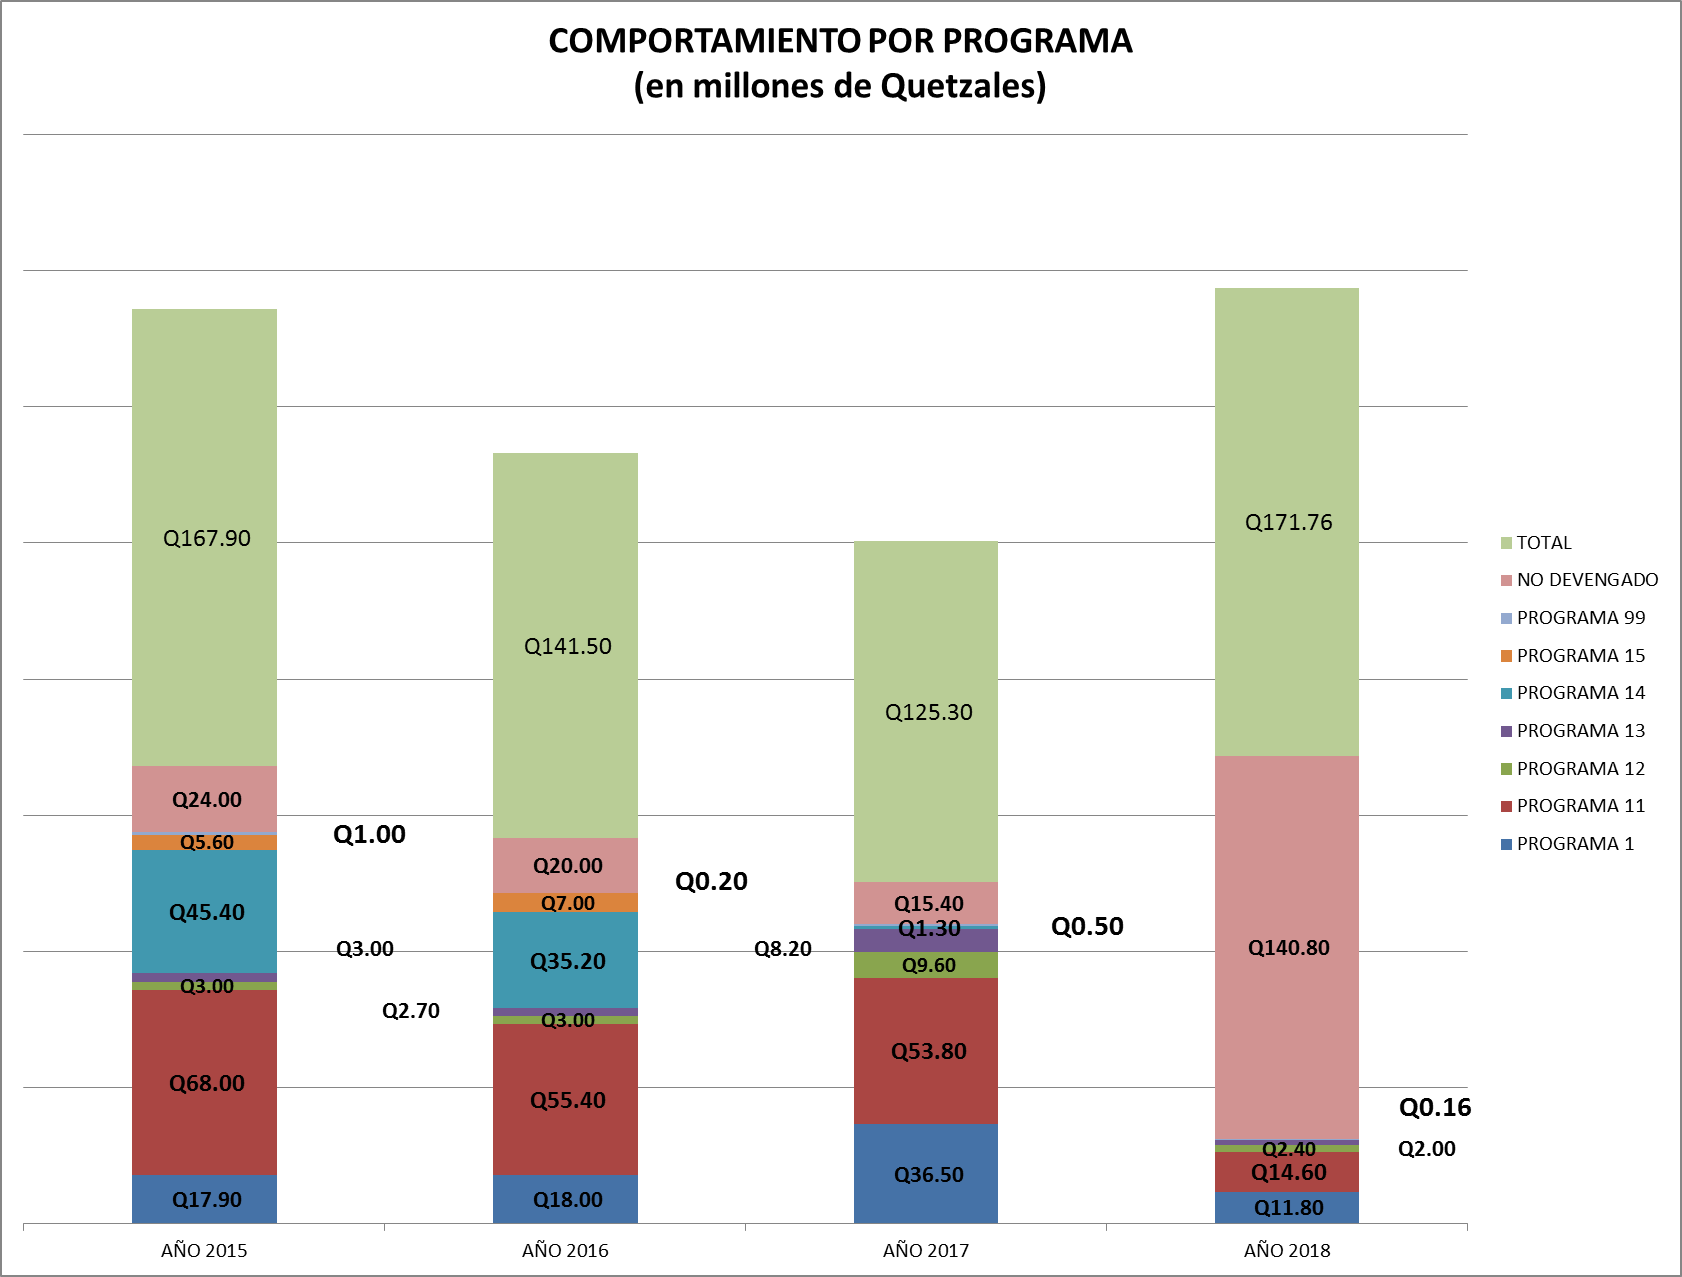 COMPORTAMIENTO POR PROGRAMA
(en millones de Quetzales)
Q167.90
Q24.00
Q1.00
Q5.60
Q45.40
Q3.00
Q3.00
Q68.00
Q17.90
Q141.50
Q20.00
Q0.20
Q7.00
Q35.20
Q2.70
Q3.00
Q55.40
Q18.00
Q125.30
Q15.40
Q0.50
Q1.30
Q8.20
Q9.60
Q53.80
Q36.50
Q171.76
Q140.80
Q0.16
Q2.00
Q2.40
Q14.60
Q11.80
AÑO 2015
AÑO 2016
AÑO 2017
AÑO 2018
TOTAL
NO DEVENGADO
PROGRAMA 99
PROGRAMA 15
PROGRAMA 14
PROGRAMA 13
PROGRAMA 12
PROGRAMA 11
PROGRAMA 1